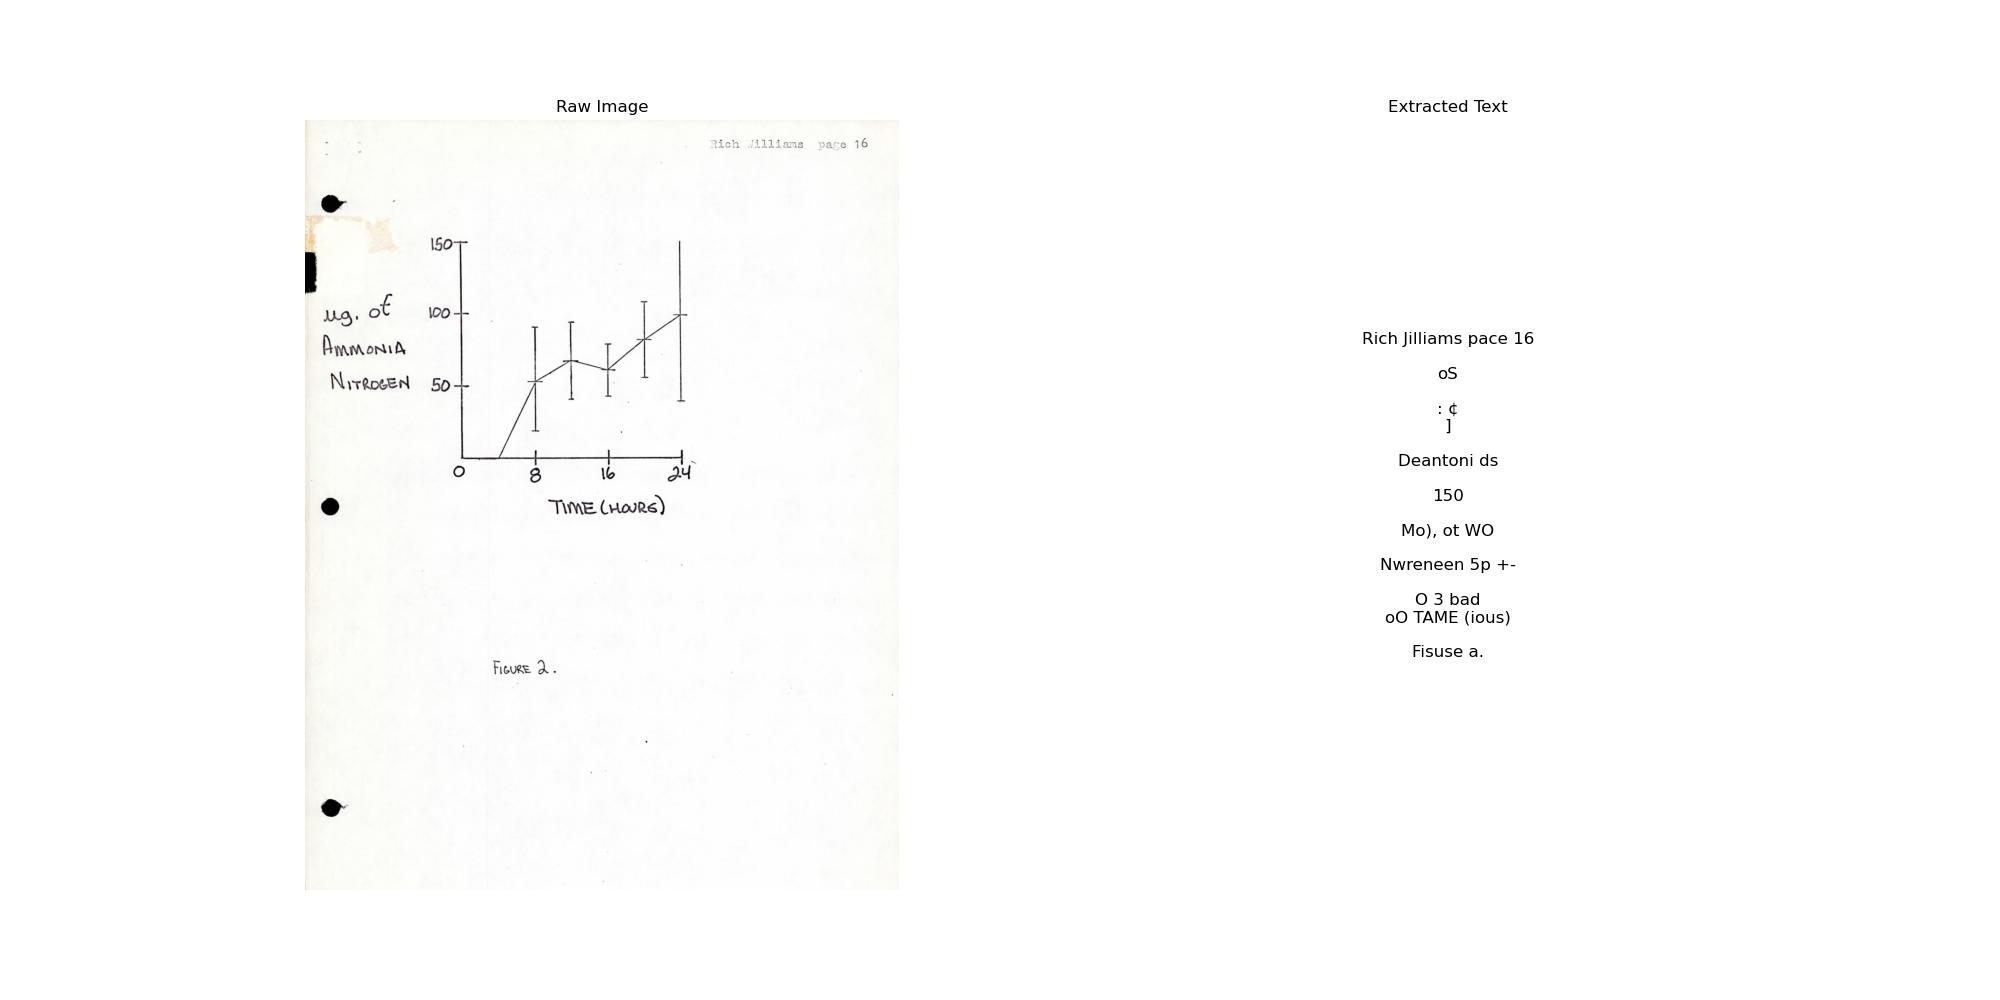 Raw Image
Rich Williams page 16
150
ug. of
100
AMMONIA
NITROGEN
50
0
8
16
24
TIME (HOURS)
FIGURE 2.
Extracted Text
Rich Jilliams pace 16
oS
: ¢
]
Deantoni ds
150
Mo), ot WO
Nwreneen 5p +-
O 3 bad
oO TAME (ious)
Fisuse a.